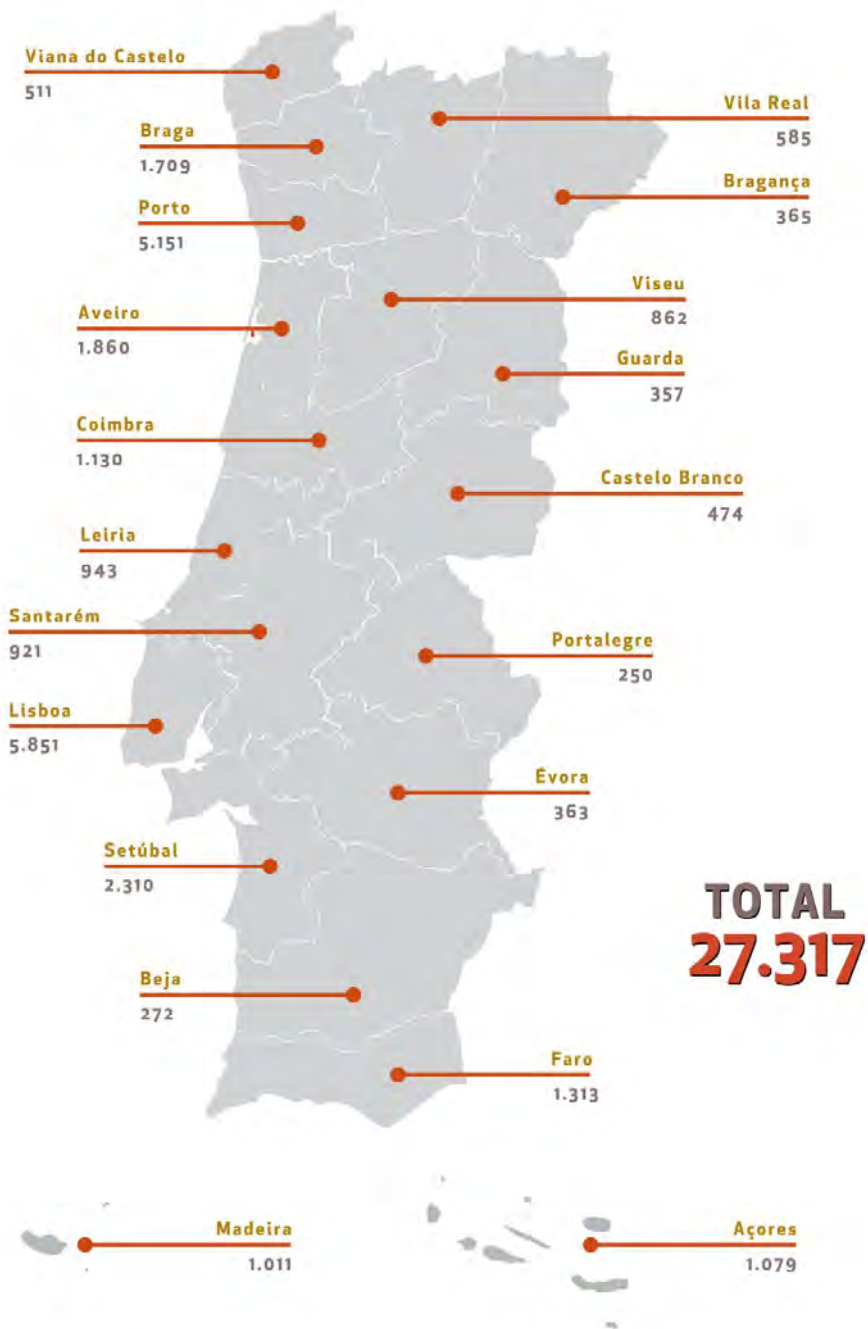 Viana do Castelo
511
Vila Real
585
Braga
1.709
Bragança
365
Porto
5.151
Viseu
862
Aveiro
1.860
Guarda
357
Coimbra
1.130
Castelo Branco
474
Leiria
943
Santarém
921
Portalegre
250
Lisboa
5.851
Évora
363
Setúbal
2.310
TOTAL
27.317
Beja
272
Faro
1.313
Madeira
1.011
Açores
1.079